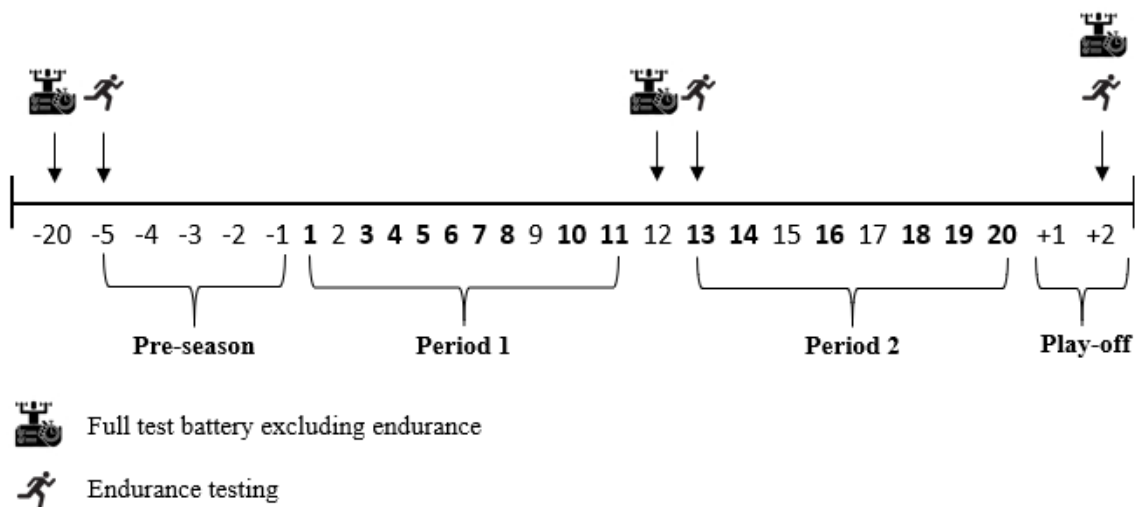 -20 -5 -4 -3 -2 -1 1 2 3 4 5 6 7 8 9 10 11 12 13 14 15 16 17 18 19 20 +1 +2
Pre-season Period 1 Period 2 Play-off
Full test battery excluding endurance
Endurance testing